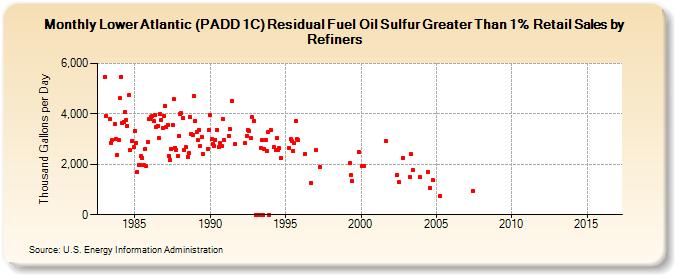 Monthly Lower Atlantic (PADD 1C) Residual Fuel Oil Sulfur Greater Than 1% Retail Sales by
Refiners
Thousand Gallons per Day
6,000
4,000
2,000
0
1985 1990 1995 2000 2005 2010 2015
Source: U.S. Energy Information Administration